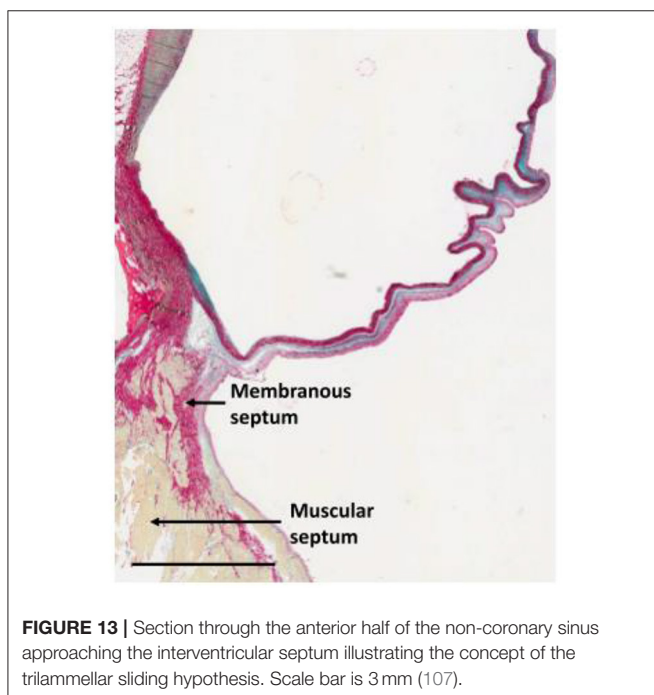 Membranous
septum
Muscular
septum
FIGURE 13 | Section through the anterior half of the non-coronary sinus
approaching the interventricular septum illustrating the concept of the
trilammellar sliding hypothesis. Scale bar is 3 mm (107).